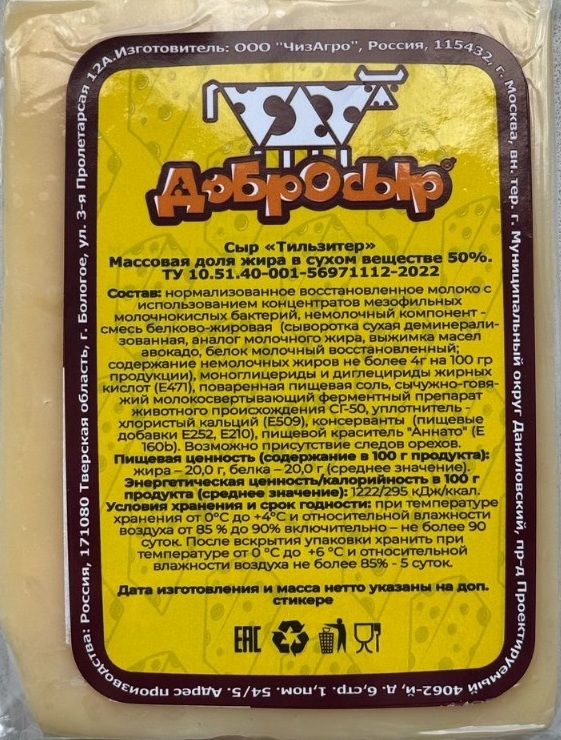 Изготовитель: ООО "ЧизАгро", Россия, 115432, г. Москва, вн. тер. г. Муниципальный округ Даниловский, пр-д Проектируемый 4062-й, д. 6, стр. 1, пом. 54/5. Адрес производства: Россия, 171080 Тверская область, г. Бологое, ул. 3-я Пролетарсая 12А.
ДобрОсыр
Сыр «Тильзитер»
Массовая доля жира в сухом веществе 50%.
ТУ 10.51.40-001-56971112-2022
Состав: нормализованное восстановленное молоко с
использованием концентратов мезофильных
молочнокислых бактерий, немолочный компонент -
смесь белково-жировая (сыворотка сухая деминерали-
зованная, аналог молочного жира, выжимка масел
авокадо, белок молочный восстановленный;
содержание немолочных жиров не более 4г на 100 гр
продукции), моноглицериды и диглецириды жирных
кислот (Е471), поваренная пищевая соль, сычужно-говя-
жий молокосвертывающий ферментный препарат
животного происхождения СГ-50, уплотнитель -
хлористый кальций (Е509), консерванты (пищевые
добавки Е252, Е210), пищевой краситель "Аннато" (Е
160b). Возможно присутствие следов орехов.
Пищевая ценность (содержание в 100 г продукта):
жира – 20,0 г, белка – 20,0 г (среднее значение).
Энергетическая ценность/калорийность в 100 г
продукта (среднее значение): 1222/295 кДж/ккал.
Условия хранения и срок годности: при температуре
хранения от 0°С до +4°С и относительной влажности
воздуха от 85 % до 90% включительно – не более 90
суток. После вскрытия упаковки хранить при
температуре от 0 °С до +6 °С и относительной
влажности воздуха не более 85% - 5 суток.
Дата изготовления и масса нетто указаны на доп.
стикере
ЕАС